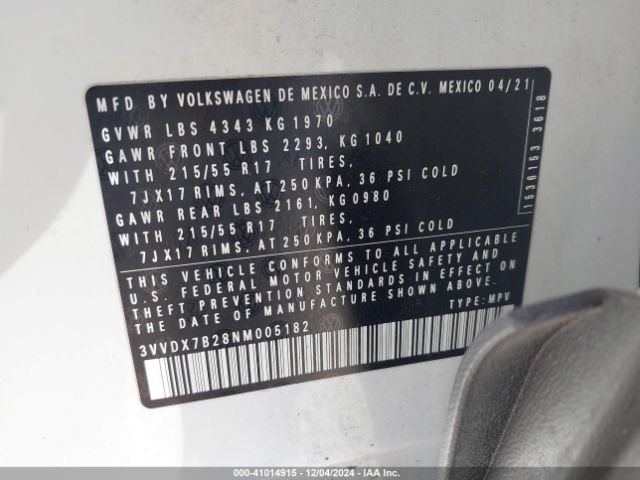 MFD BY VOLKSWAGEN DE MEXICO S.A. DE C.V. MEXICO 04/21
GVWR LBS 4343 KG 1970
GAWR FRONT LBS 2293, KG 1040
WITH 215/55 R17 TIRES,
7JX17 RIMS, AT 250 KPA, 36 PSI COLD
GAWR REAR LBS 2161, KG 0980
WITH 215/55 R17 TIRES,
7JX17 RIMS, AT 250 KPA, 36 PSI COLD
THIS VEHICLE CONFORMS TO ALL APPLICABLE
U.S. FEDERAL MOTOR VEHICLE SAFETY AND
THEFT PREVENTION STANDARDS IN EFFECT ON
THE DATE OF MANUFACTURE SHOWN ABOVE.
3VVDX7B28NM005182 TYPE: MPV
1536153 3618
000-41014915 - 12/04/2024 - IAA Inc.